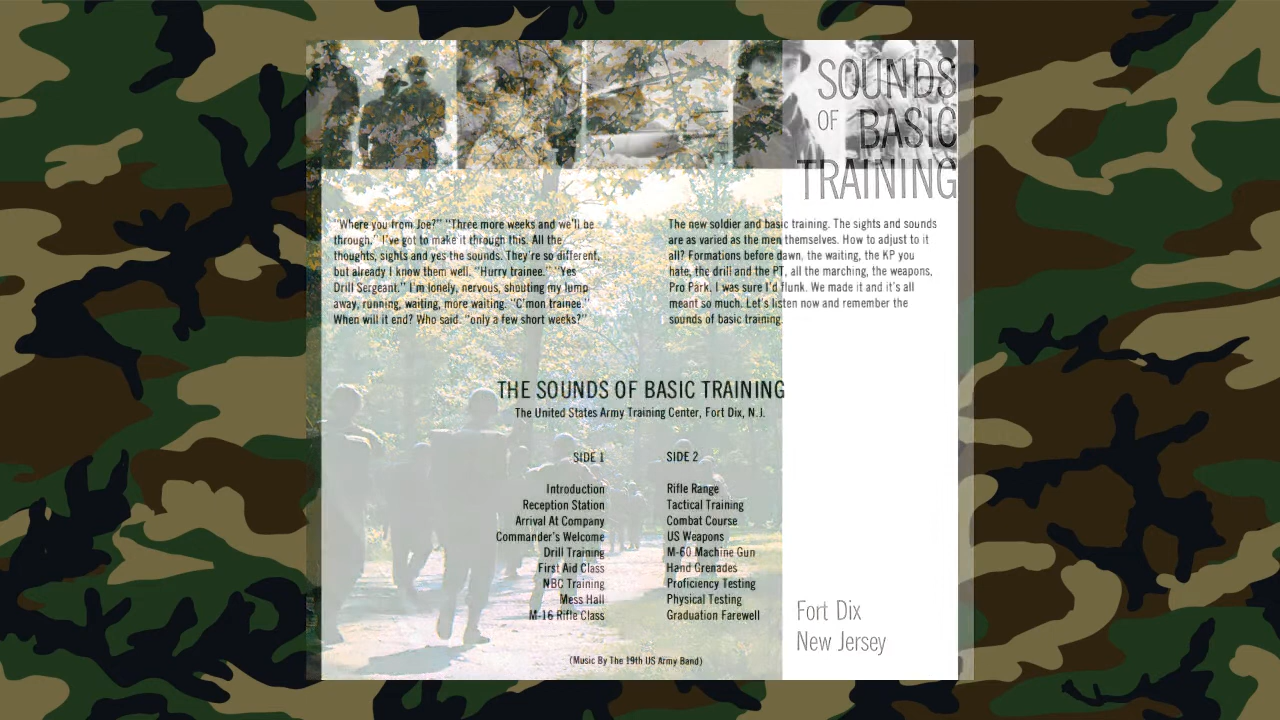 SOUNDS
OF BASIC
TRAINING
"Where you from Joe?" "Three more weeks and we'll be
through." I've got to make it through this. All the
thoughts, sights and yes the sounds. They're so different,
but already I know them well. "Hurry trainee." "Yes
Drill Sergeant." I'm lonely, nervous, shouting my lump
away, running, waiting, more waiting. "C'mon trainee."
When will it end? Who said. "only a few short weeks?"
The new soldier and basic training. The sights and sounds
are as varied as the men themselves. How to adjust to it
all? Formations before dawn, the waiting, the KP you
hate, the drill and the PT, all the marching, the weapons,
Pro Park. I was sure I'd flunk. We made it and it's all
meant so much. Let's listen now and remember the
sounds of basic training.
THE SOUNDS OF BASIC TRAINING
The United States Army Training Center, Fort Dix, N.J.
SIDE 1
Introduction
Reception Station
Arrival At Company
Commander's Welcome
Drill Training
First Aid Class
NBC Training
Mess Hall
M-16 Rifle Class
SIDE 2
Rifle Range
Tactical Training
Combat Course
US Weapons
M-60 Machine Gun
Hand Grenades
Proficiency Testing
Physical Testing
Graduation Farewell
(Music By The 19th US Army Band)
Fort Dix
New Jersey